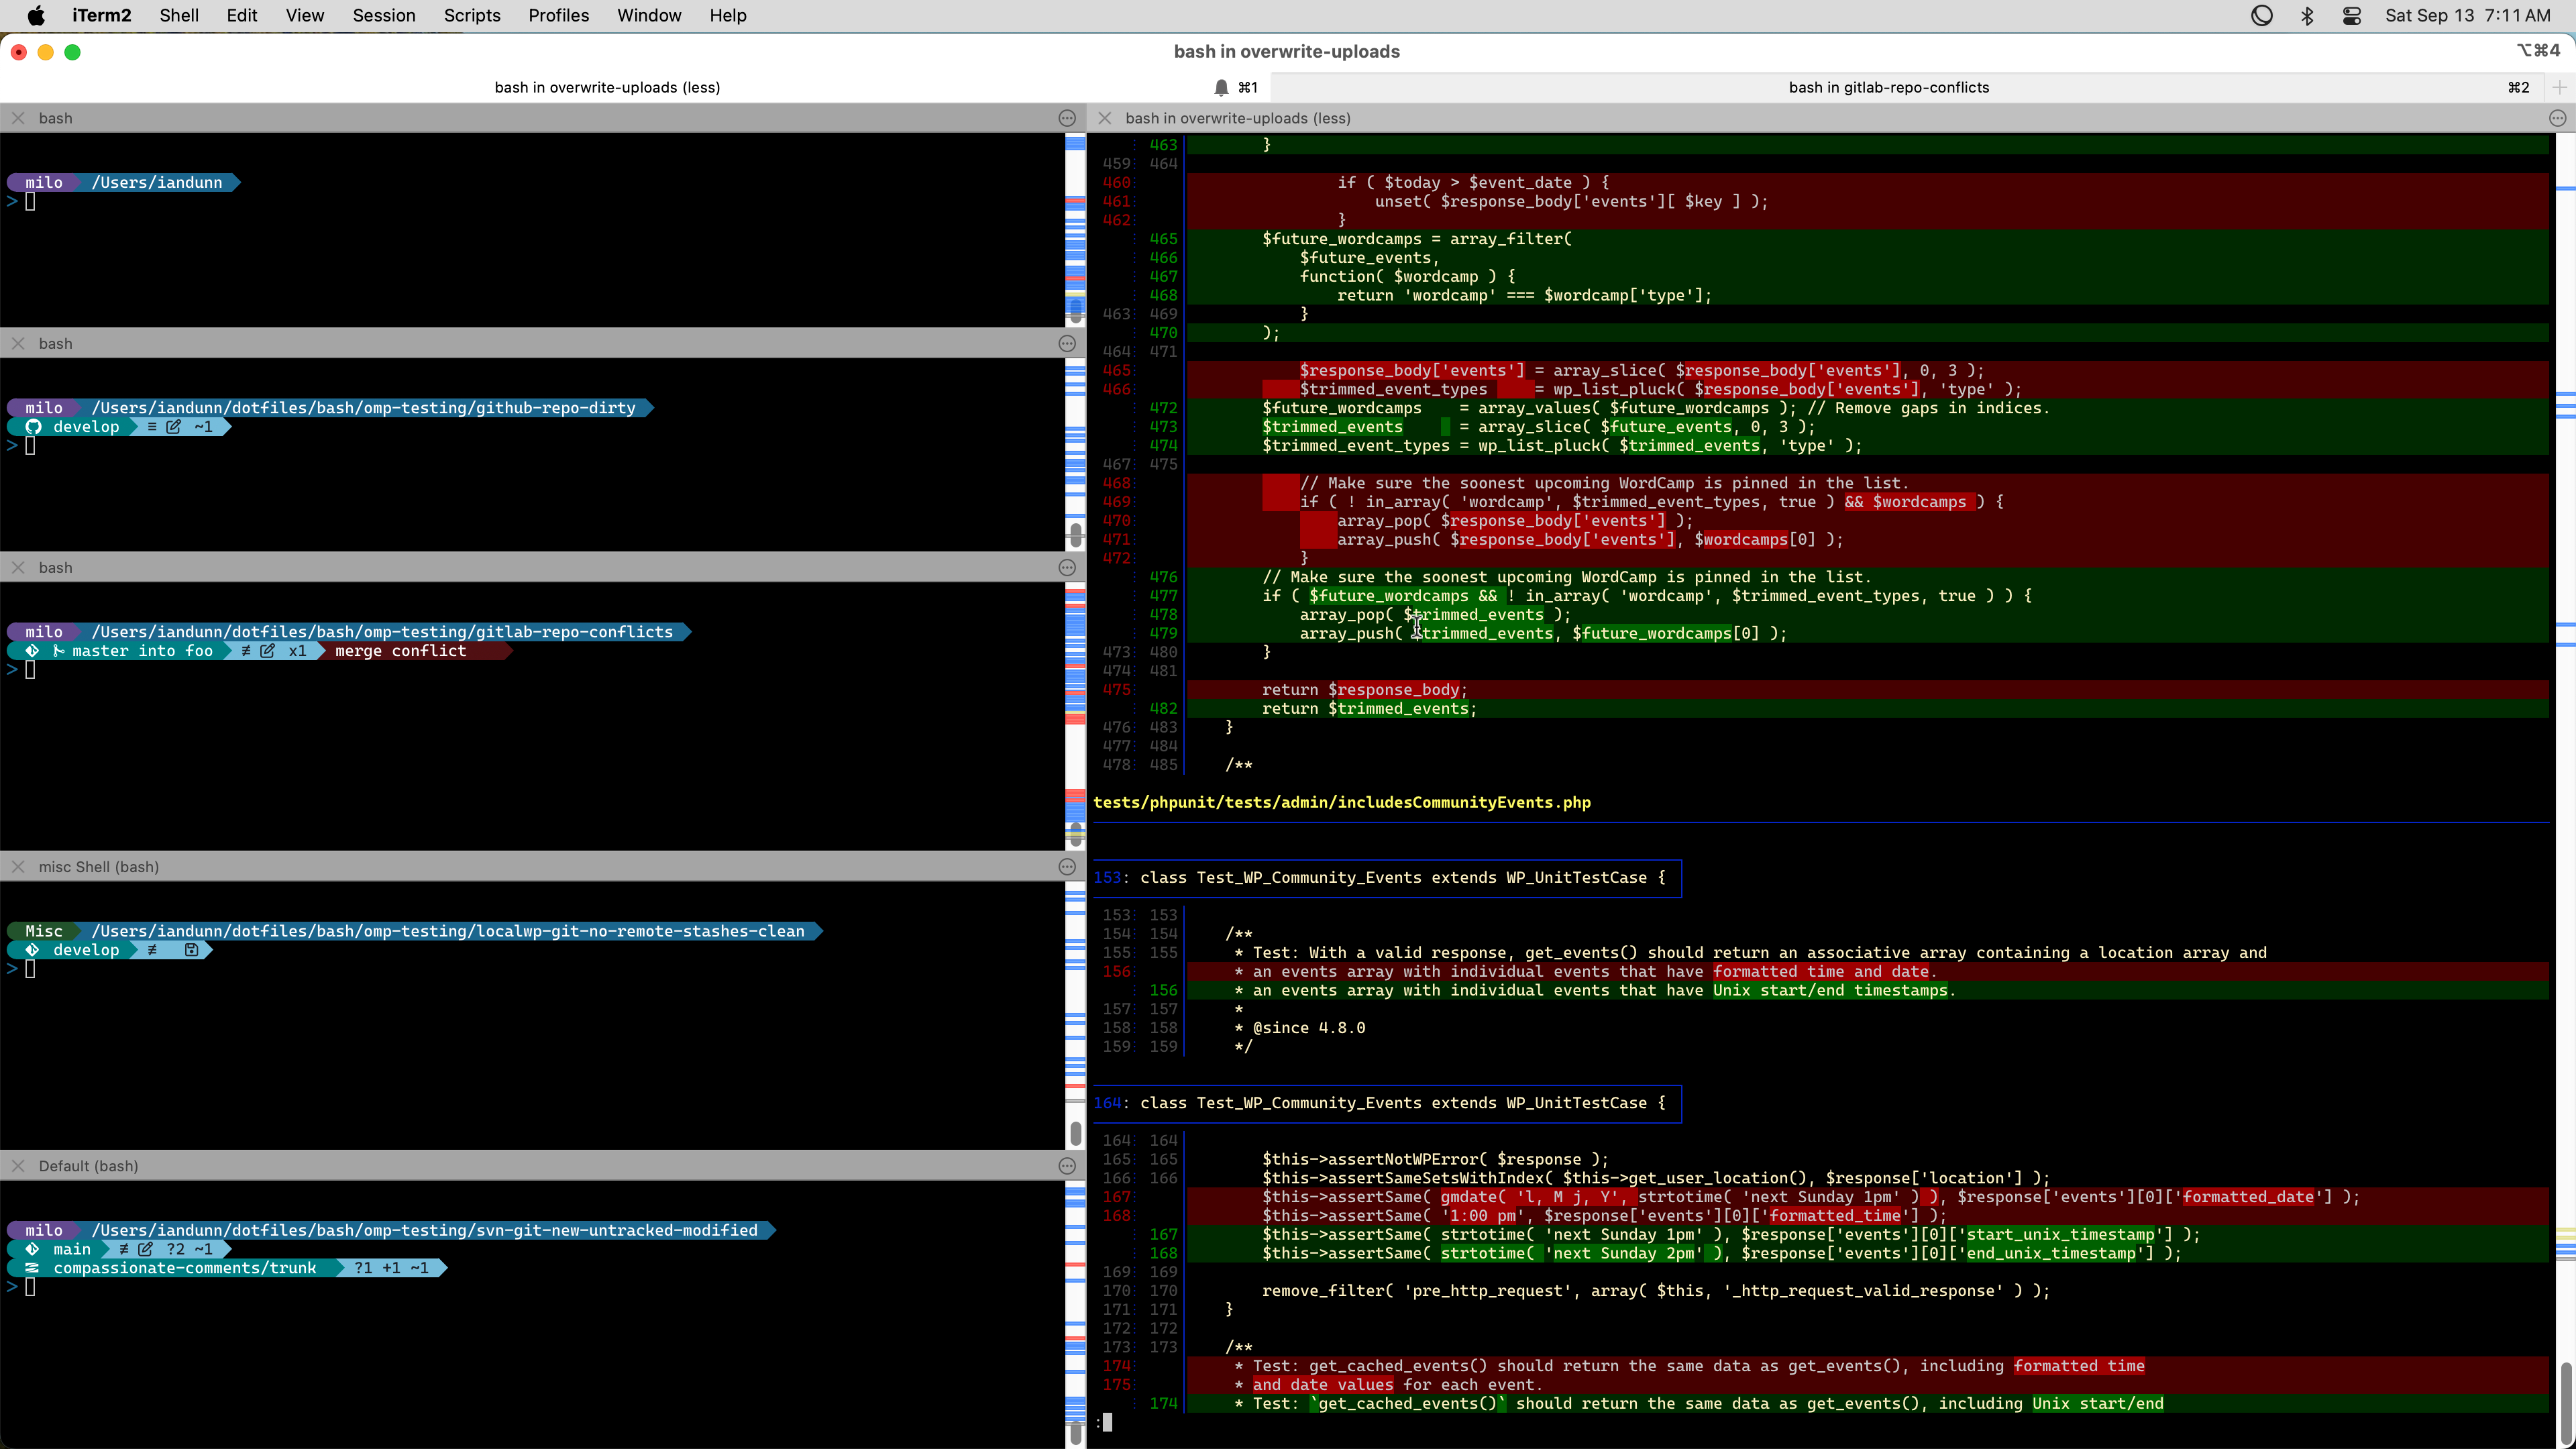 iTerm2 Shell Edit View Session Scripts Profiles Window Help Sat Sep 13 7:11 AM
bash in overwrite-uploads ⌥⌘4
bash in overwrite-uploads (less) ⌘1 bash in gitlab-repo-conflicts ⌘2
bash
milo /Users/iandunn
>
bash
milo /Users/iandunn/dotfiles/bash/omp-testing/github-repo-dirty
develop ≡ ~1
>
bash
milo /Users/iandunn/dotfiles/bash/omp-testing/gitlab-repo-conflicts
master into foo ≢ x1 merge conflict
>
misc Shell (bash)
Misc /Users/iandunn/dotfiles/bash/omp-testing/localwp-git-no-remote-stashes-clean
develop ≢
>
Default (bash)
milo /Users/iandunn/dotfiles/bash/omp-testing/svn-git-new-untracked-modified
main ≢ ?2 ~1
compassionate-comments/trunk ?1 +1 ~1
>
bash in overwrite-uploads (less)
463 }
459 464
460 if ( $today > $event_date ) {
461 unset( $response_body['events'][ $key ] );
462 }
465 $future_wordcamps = array_filter(
466 $future_events,
467 function( $wordcamp ) {
468 return 'wordcamp' === $wordcamp['type'];
463 469 }
470 );
464 471
465 $response_body['events'] = array_slice( $response_body['events'], 0, 3 );
466 $trimmed_event_types = wp_list_pluck( $response_body['events'], 'type' );
472 $future_wordcamps = array_values( $future_wordcamps ); // Remove gaps in indices.
473 $trimmed_events = array_slice( $future_events, 0, 3 );
474 $trimmed_event_types = wp_list_pluck( $trimmed_events, 'type' );
467 475
468 // Make sure the soonest upcoming WordCamp is pinned in the list.
469 if ( ! in_array( 'wordcamp', $trimmed_event_types, true ) && $wordcamps ) {
470 array_pop( $response_body['events'] );
471 array_push( $response_body['events'], $wordcamps[0] );
472 }
476 // Make sure the soonest upcoming WordCamp is pinned in the list.
477 if ( $future_wordcamps && ! in_array( 'wordcamp', $trimmed_event_types, true ) ) {
478 array_pop( $trimmed_events );
479 array_push( $trimmed_events, $future_wordcamps[0] );
473 480 }
474 481
475 return $response_body;
482 return $trimmed_events;
476 483 }
477 484
478 485 /**
tests/phpunit/tests/admin/includesCommunityEvents.php
153: class Test_WP_Community_Events extends WP_UnitTestCase {
153 153
154 154 /**
155 155 * Test: With a valid response, get_events() should return an associative array containing a location array and
156 * an events array with individual events that have formatted time and date.
156 * an events array with individual events that have Unix start/end timestamps.
157 157 *
158 158 * @since 4.8.0
159 159 */
164: class Test_WP_Community_Events extends WP_UnitTestCase {
164 164
165 165 $this->assertNotWPError( $response );
166 166 $this->assertSameSetsWithIndex( $this->get_user_location(), $response['location'] );
167 $this->assertSame( gmdate( 'l, M j, Y', strtotime( 'next Sunday 1pm' ) ), $response['events'][0]['formatted_date'] );
168 $this->assertSame( '1:00 pm', $response['events'][0]['formatted_time'] );
167 $this->assertSame( strtotime( 'next Sunday 1pm' ), $response['events'][0]['start_unix_timestamp'] );
168 $this->assertSame( strtotime( 'next Sunday 2pm' ), $response['events'][0]['end_unix_timestamp'] );
169 169
170 170 remove_filter( 'pre_http_request', array( $this, '_http_request_valid_response' ) );
171 171 }
172 172
173 173 /**
174 * Test: get_cached_events() should return the same data as get_events(), including formatted time
175 * and date values for each event.
174 * Test: `get_cached_events()` should return the same data as get_events(), including Unix start/end
: